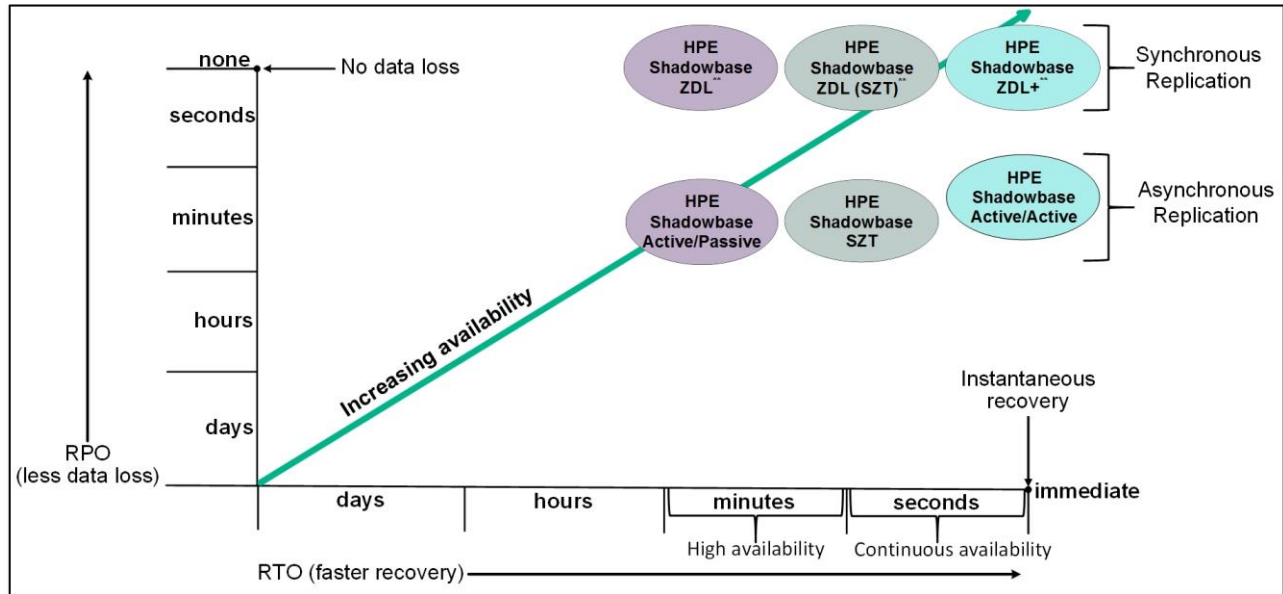 none
No data loss
seconds
minutes
hours
days
RPO
(less data loss)
Increasing availability
HPE
Shadowbase
ZDL**
HPE
Shadowbase
ZDL (SZT)**
HPE
Shadowbase
ZDL+**
Synchronous
Replication
HPE
Shadowbase
Active/Passive
HPE
Shadowbase
SZT
HPE
Shadowbase
Active/Active
Asynchronous
Replication
Instantaneous
recovery
immediate
days
hours
minutes
seconds
High availability
Continuous availability
RTO (faster recovery)